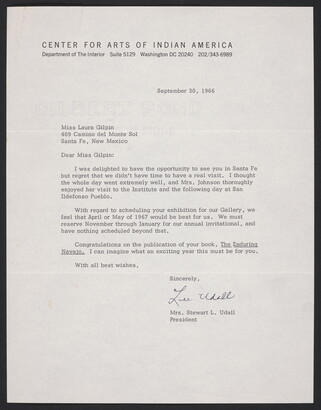 CENTER FOR ARTS OF INDIAN AMERICA
Department of The Interior Suite 5129 Washington DC 20240 202/343-6989
September 30, 1966
Miss Laura Gilpin
409 Camino del Monte Sol
Santa Fe, New Mexico
Dear Miss Gilpin:
I was delighted to have the opportunity to see you in Santa Fe
but regret that we didn't have time to have a real visit. I thought
the whole day went extremely well, and Mrs. Johnson thoroughly
enjoyed her visit to the Institute and the following day at San
Ildefonso Pueblo.
With regard to scheduling your exhibition for our Gallery, we
feel that April or May of 1967 would be best for us. We must
reserve November through January for our annual invitational, and
have nothing scheduled beyond that.
Congratulations on the publication of your book, The Enduring
Navajo. I can imagine what an exciting year this must be for you.
With all best wishes,
Sincerely,
Lee Udall
Mrs. Stewart L. Udall
President